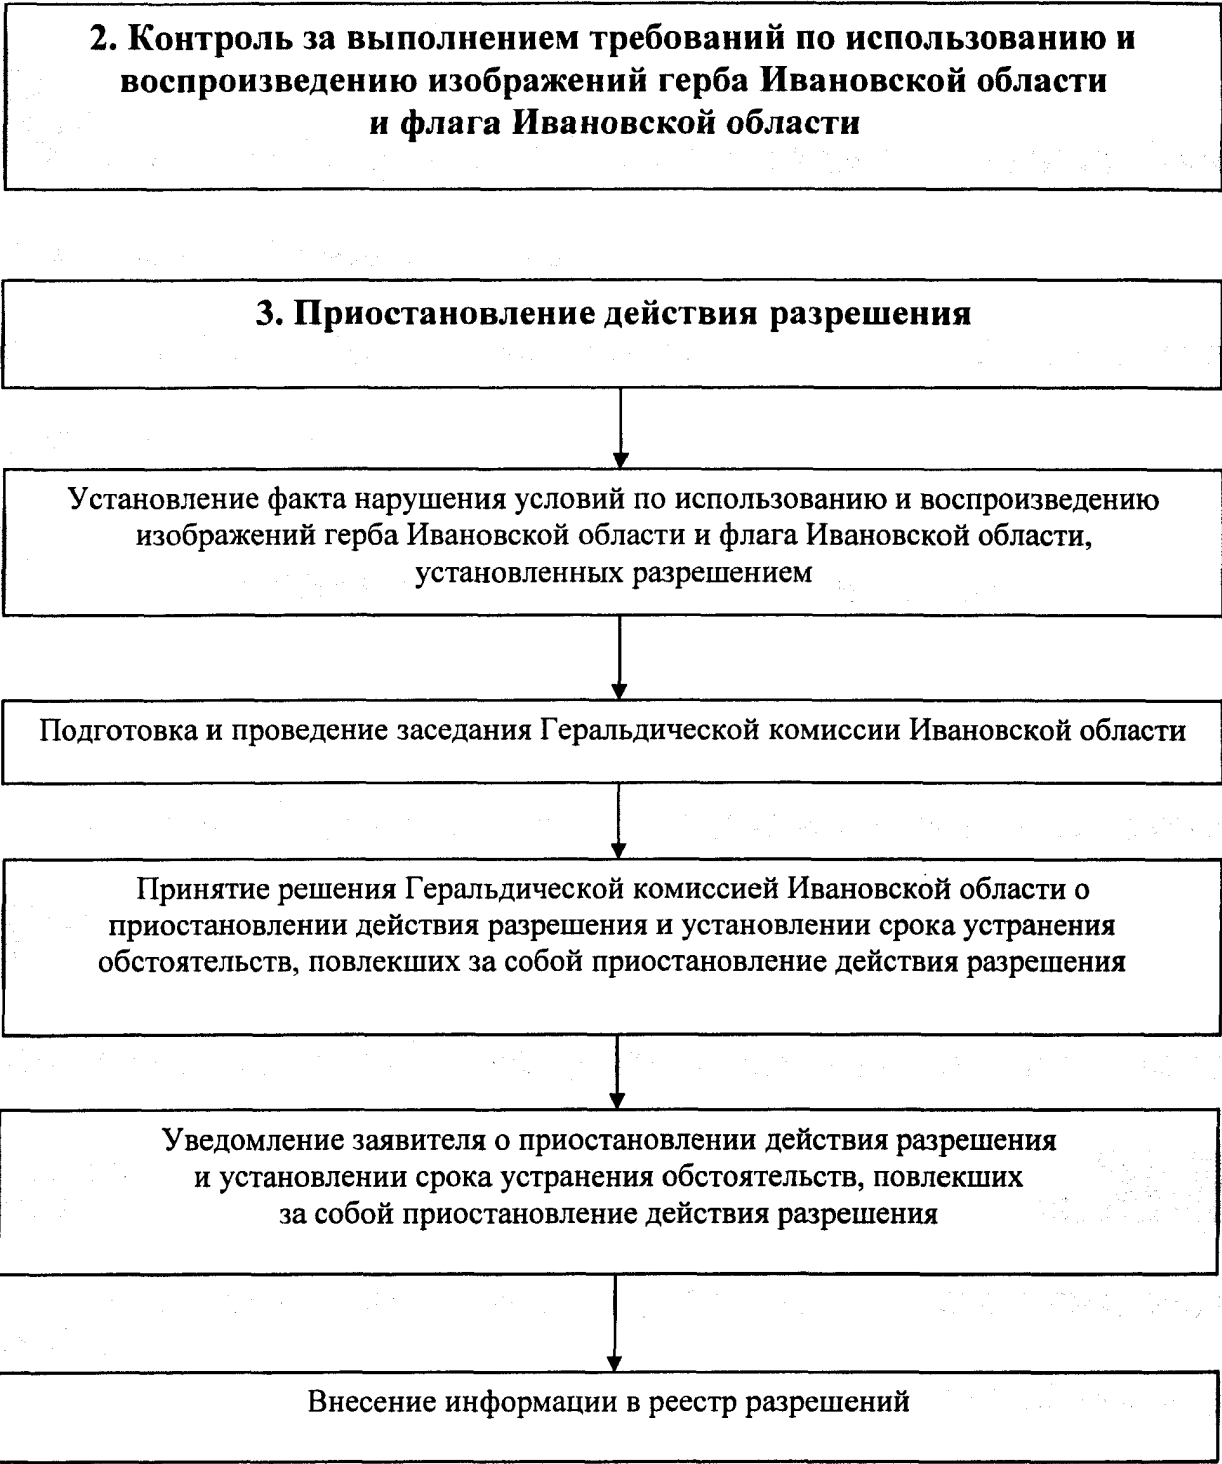 2. Контроль за выполнением требований по использованию и
воспроизведению изображений герба Ивановской области
и флага Ивановской области
3. Приостановление действия разрешения
Установление факта нарушения условий по использованию и воспроизведению
изображений герба Ивановской области и флага Ивановской области,
установленных разрешением
Подготовка и проведение заседания Геральдической комиссии Ивановской области
Принятие решения Геральдической комиссией Ивановской области о
приостановлении действия разрешения и установлении срока устранения
обстоятельств, повлекших за собой приостановление действия разрешения
Уведомление заявителя о приостановлении действия разрешения
и установлении срока устранения обстоятельств, повлекших
за собой приостановление действия разрешения
Внесение информации в реестр разрешений